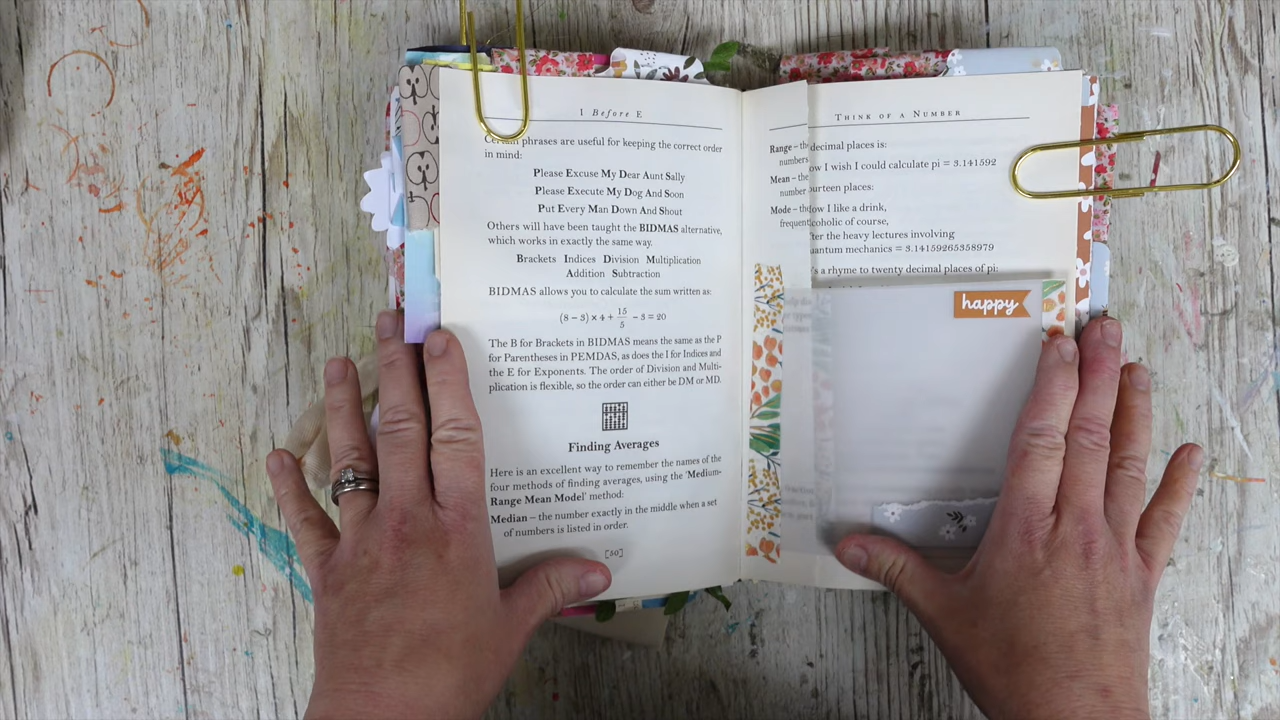 I Before E
Certain phrases are useful for keeping the correct order
in mind:
Please Excuse My Dear Aunt Sally
Please Execute My Dog And Soon
Put Every Man Down And Shout
Others will have been taught the BIDMAS alternative,
which works in exactly the same way.
Brackets Indices Division Multiplication
Addition Subtraction
BIDMAS allows you to calculate the sum written as:
(8 – 3) × 4 + 15/5 – 3 = 20
The B for Brackets in BIDMAS means the same as the P
for Parentheses in PEMDAS, as does the I for Indices and
the E for Exponents. The order of Division and Multi-
plication is flexible, so the order can either be DM or MD.
Finding Averages
Here is an excellent way to remember the names of the
four methods of finding averages, using the 'Medium-
Range Mean Model' method:
Median – the number exactly in the middle when a set
of numbers is listed in order.
[50]
Range – the
numbers
Mean – the
number
Mode – the
frequent
Think of a Number
decimal places is:
I wish I could calculate pi = 3.141592
places:
I like a drink,
of course,
the heavy lectures involving
mechanics = 3.14159265358979
a rhyme to twenty decimal places of pi:
happy